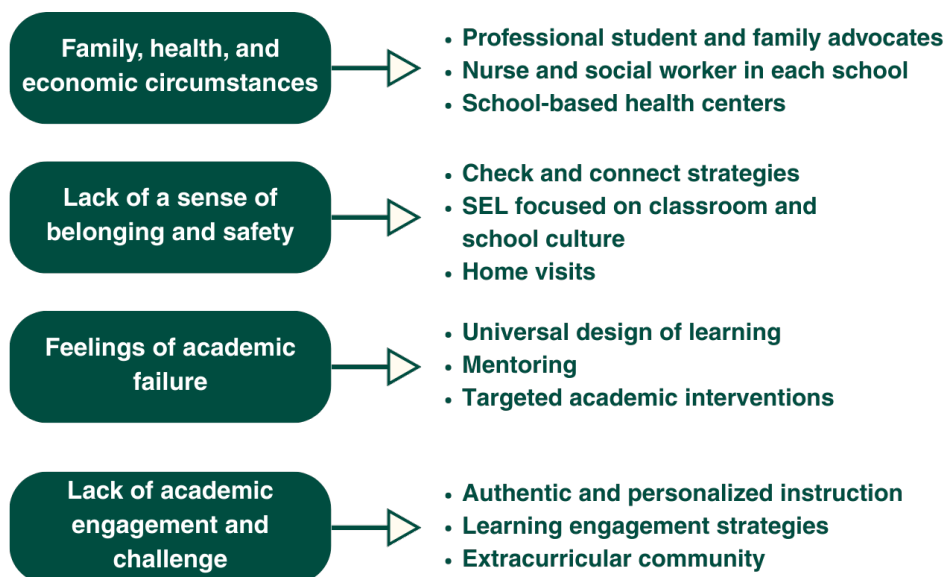 Family, health, and
economic circumstances
• Professional student and family advocates
• Nurse and social worker in each school
• School-based health centers
Lack of a sense of
belonging and safety
• Check and connect strategies
• SEL focused on classroom and
school culture
• Home visits
Feelings of academic
failure
• Universal design of learning
• Mentoring
• Targeted academic interventions
Lack of academic
engagement and
challenge
• Authentic and personalized instruction
• Learning engagement strategies
• Extracurricular community